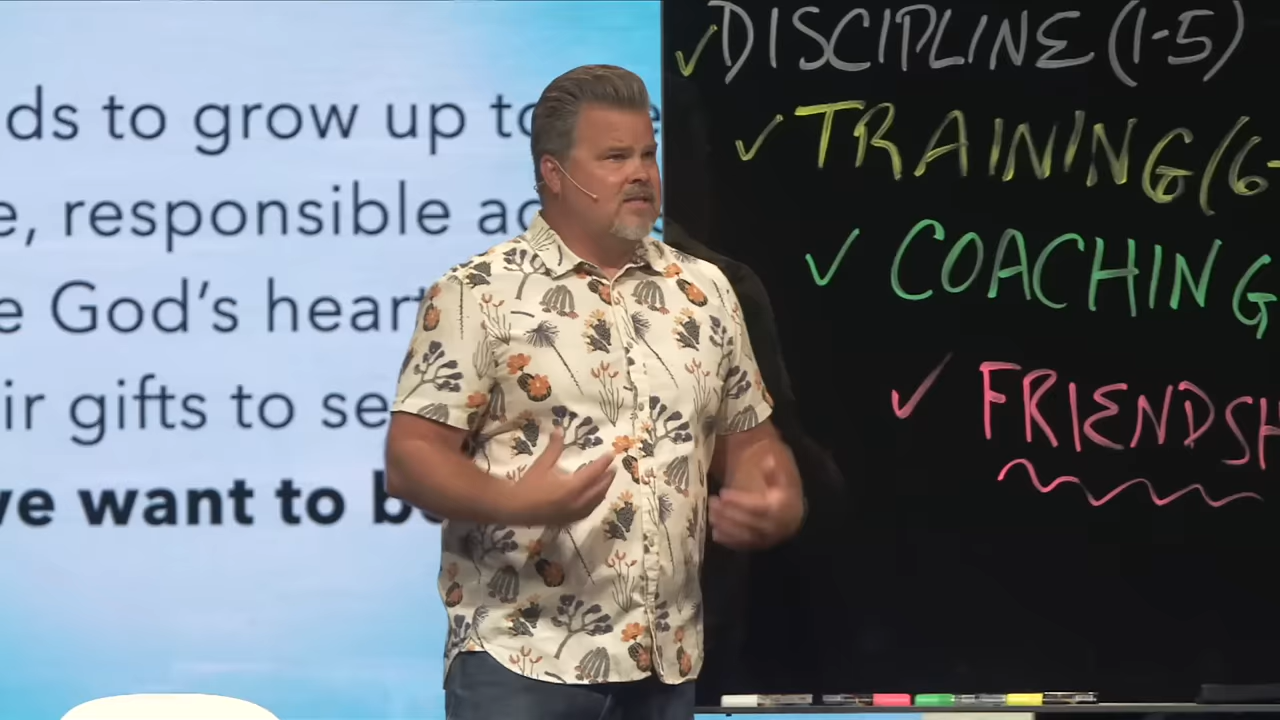 ds to grow up to
e, responsible ad
e God's heart
ir gifts to se
we want to b
✓ DISCIPLINE (1-5)
✓ TRAINING (6-
✓ COACHING
✓ FRIENDSH